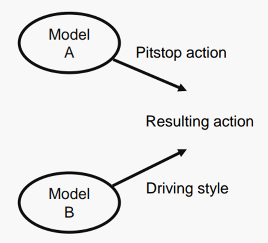 Model
A
Pitstop action
Resulting action
Model
B
Driving style